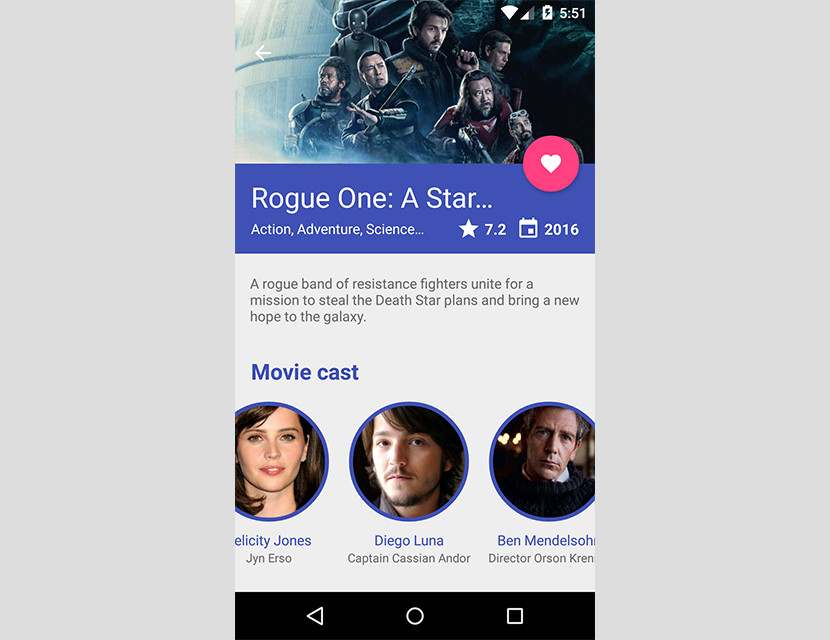 5:51
Rogue One: A Star...
Action, Adventure, Science... 7.2 2016
A rogue band of resistance fighters unite for a
mission to steal the Death Star plans and bring a new
hope to the galaxy.
Movie cast
elicity Jones Diego Luna Ben Mendelsohn
Jyn Erso Captain Cassian Andor Director Orson Kren